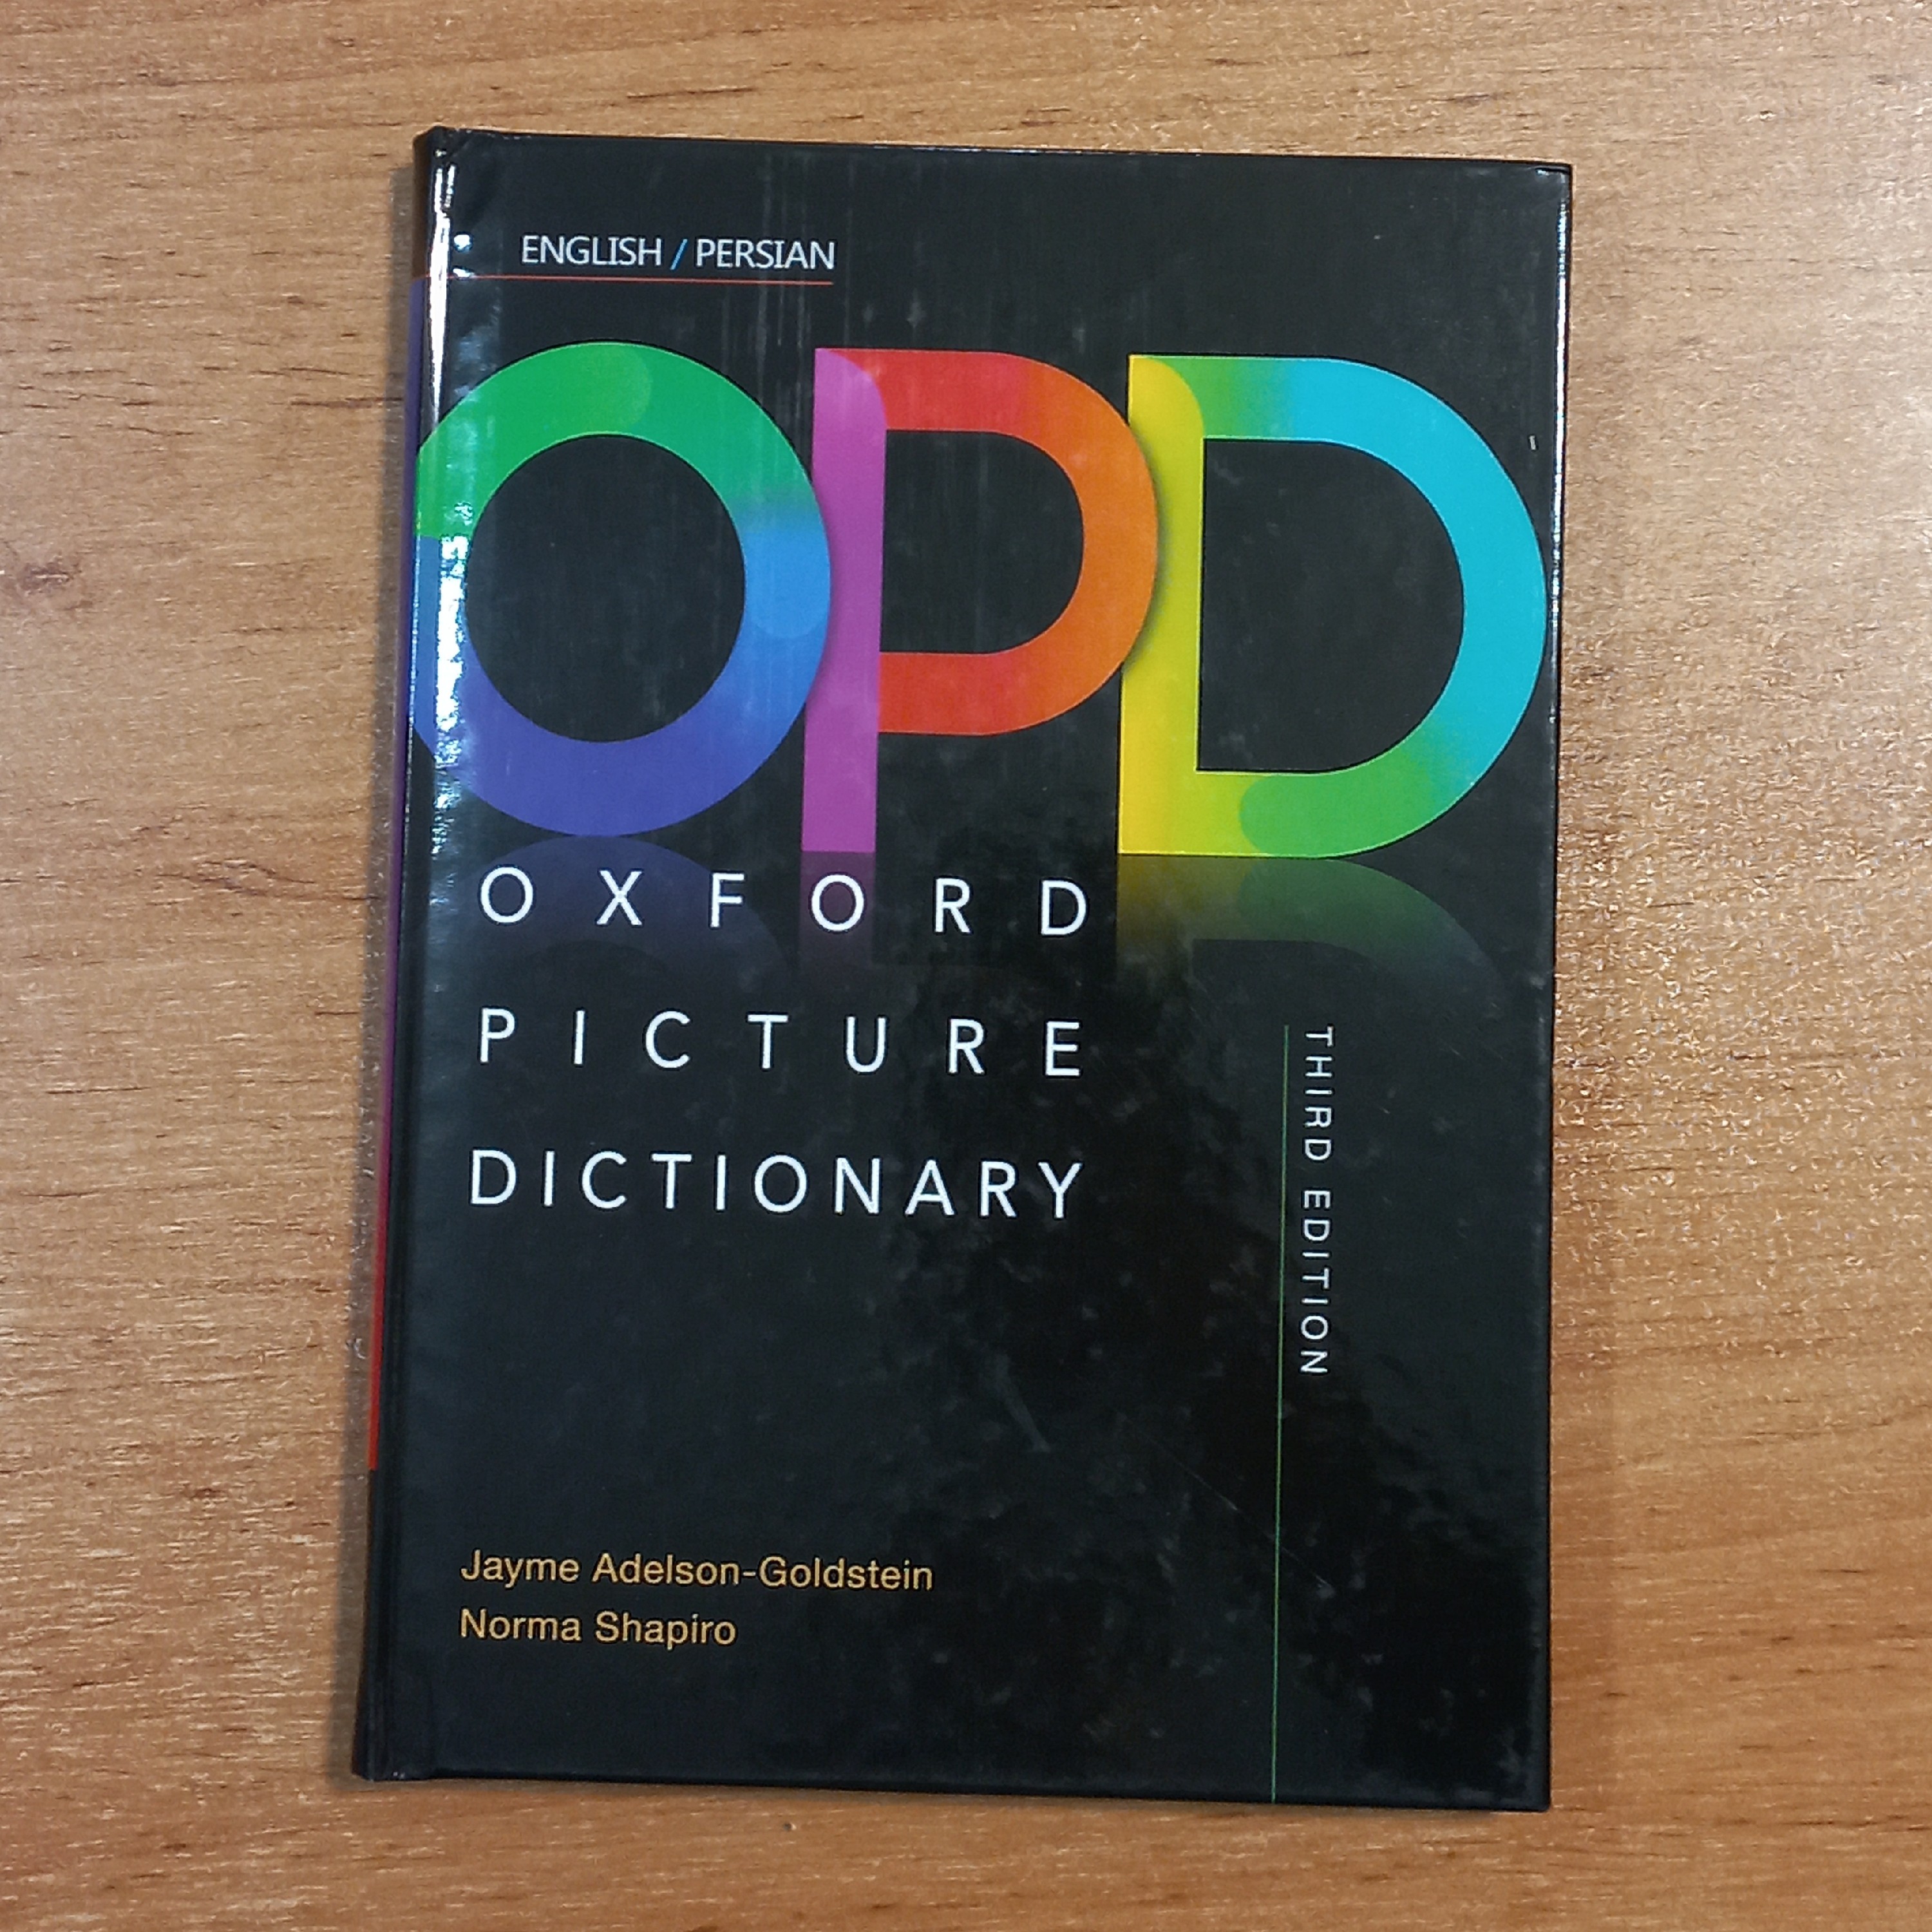 ENGLISH / PERSIAN
OPD
OXFORD
PICTURE
DICTIONARY
THIRD EDITION
Jayme Adelson-Goldstein
Norma Shapiro